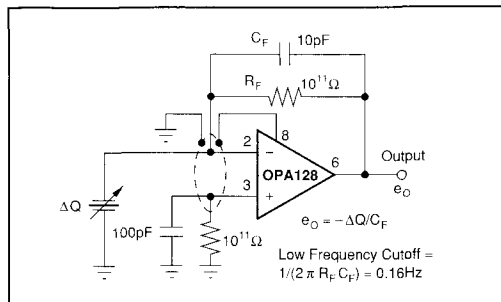 C_F 10pF
R_F 10^11Ω
8
2
−
6
Output
OPA128
e_O
3
+
ΔQ
100pF
10^11Ω
e_O = −ΔQ/C_F
Low Frequency Cutoff =
1/(2 π R_F C_F) = 0.16Hz